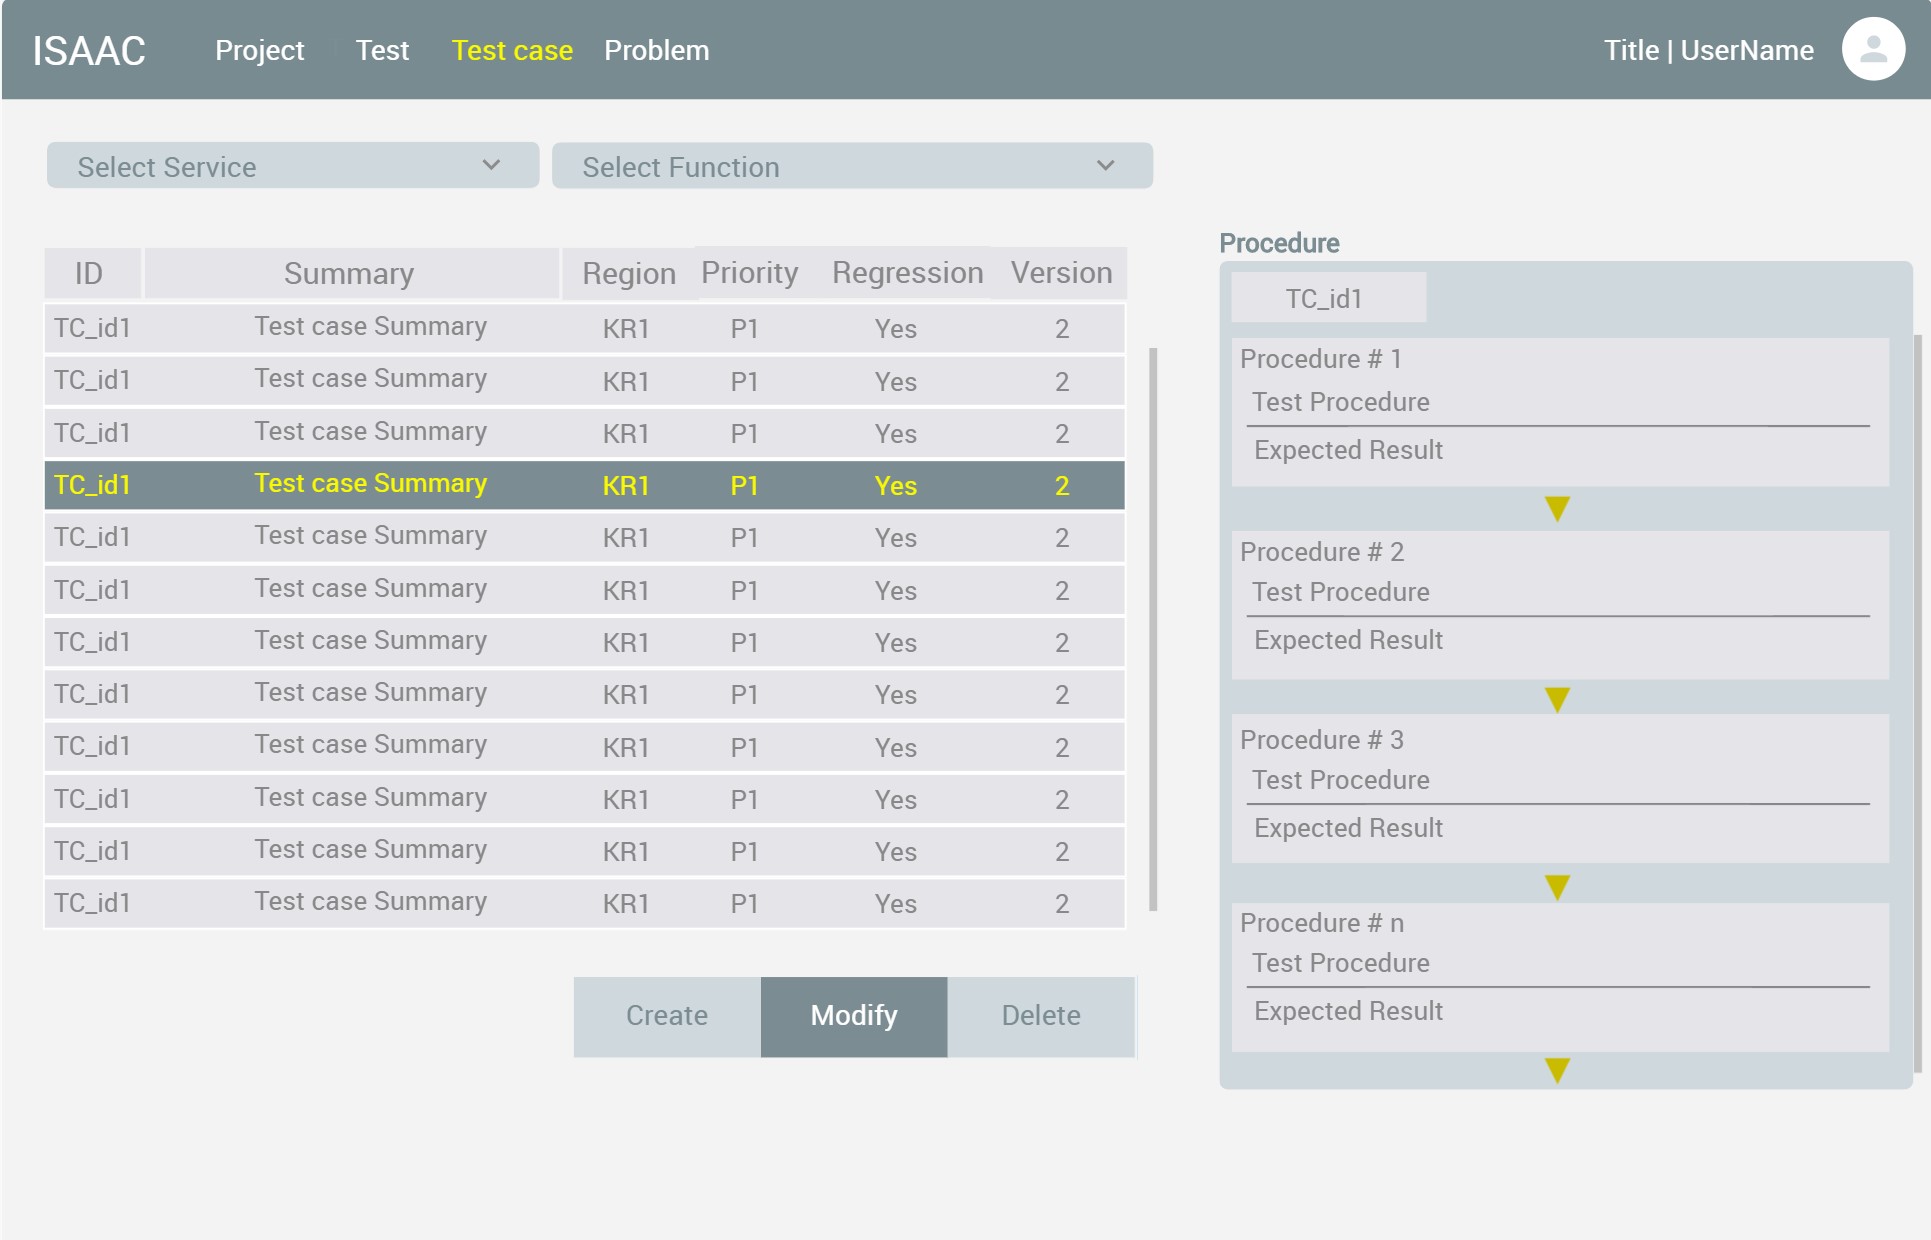 ISAAC Project Test Test case Problem Title | UserName
Select Service Select Function
ID Summary Region Priority Regression Version
TC_id1 Test case Summary KR1 P1 Yes 2
TC_id1 Test case Summary KR1 P1 Yes 2
TC_id1 Test case Summary KR1 P1 Yes 2
TC_id1 Test case Summary KR1 P1 Yes 2
TC_id1 Test case Summary KR1 P1 Yes 2
TC_id1 Test case Summary KR1 P1 Yes 2
TC_id1 Test case Summary KR1 P1 Yes 2
TC_id1 Test case Summary KR1 P1 Yes 2
TC_id1 Test case Summary KR1 P1 Yes 2
TC_id1 Test case Summary KR1 P1 Yes 2
TC_id1 Test case Summary KR1 P1 Yes 2
TC_id1 Test case Summary KR1 P1 Yes 2
Create Modify Delete
Procedure
TC_id1
Procedure # 1
Test Procedure
Expected Result
Procedure # 2
Test Procedure
Expected Result
Procedure # 3
Test Procedure
Expected Result
Procedure # n
Test Procedure
Expected Result